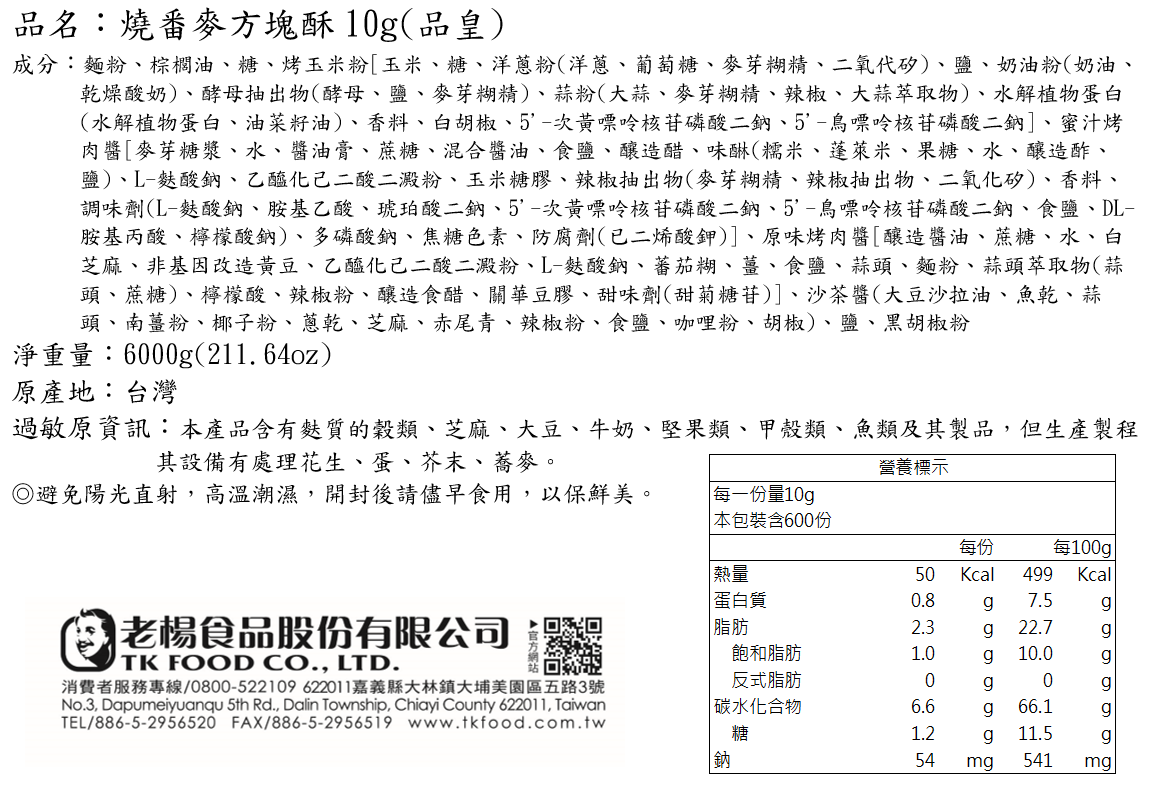 品名：燒番麥方塊酥10g(品皇)
成分：麵粉、棕櫚油、糖、烤玉米粉[玉米、糖、洋蔥粉(洋蔥、葡萄糖、麥芽糊精、二氧代矽)、鹽、奶油粉(奶油、
乾燥酸奶)、酵母抽出物(酵母、鹽、麥芽糊精)、蒜粉(大蒜、麥芽糊精、辣椒、大蒜萃取物)、水解植物蛋白
(水解植物蛋白、油菜籽油)、香料、白胡椒、5'-次黃嘌呤核苷磷酸二鈉、5'-鳥嘌呤核苷磷酸二鈉]、蜜汁烤
肉醬[麥芽糖漿、水、醬油膏、蔗糖、混合醬油、食鹽、釀造醋、味醂(糯米、蓬萊米、果糖、水、釀造酢、
鹽)、L-麩酸鈉、乙醯化己二酸二澱粉、玉米糖膠、辣椒抽出物(麥芽糊精、辣椒抽出物、二氧化矽)、香料、
調味劑(L-麩酸鈉、胺基乙酸、琥珀酸二鈉、5'-次黃嘌呤核苷磷酸二鈉、5'-鳥嘌呤核苷磷酸二鈉、食鹽、DL-
胺基丙酸、檸檬酸鈉)、多磷酸鈉、焦糖色素、防腐劑(已二烯酸鉀)]、原味烤肉醬[釀造醬油、蔗糖、水、白
芝麻、非基因改造黃豆、乙醯化己二酸二澱粉、L-麩酸鈉、蕃茄糊、薑、食鹽、蒜頭、麵粉、蒜頭萃取物(蒜
頭、蔗糖)、檸檬酸、辣椒粉、釀造食醋、關華豆膠、甜味劑(甜菊糖苷)]、沙茶醬(大豆沙拉油、魚乾、蒜
頭、南薑粉、椰子粉、蔥乾、芝麻、赤尾青、辣椒粉、食鹽、咖哩粉、胡椒)、鹽、黑胡椒粉
淨重量：6000g(211.64oz)
原產地：台灣
過敏原資訊：本產品含有麩質的穀類、芝麻、大豆、牛奶、堅果類、甲殼類、魚類及其製品，但生產製程
其設備有處理花生、蛋、芥末、蕎麥。
◎避免陽光直射，高溫潮濕，開封後請儘早食用，以保鮮美。
營養標示
每一份量10g
本包裝含600份
每份 每100g
熱量 50 Kcal 499 Kcal
蛋白質 0.8 g 7.5 g
脂肪 2.3 g 22.7 g
飽和脂肪 1.0 g 10.0 g
反式脂肪 0 g 0 g
碳水化合物 6.6 g 66.1 g
糖 1.2 g 11.5 g
鈉 54 mg 541 mg
老楊食品股份有限公司
TK FOOD CO., LTD.
▶官方網站
消費者服務專線/0800-522109 622011嘉義縣大林鎮大埔美園區五路3號
No.3, Dapumeiyuanqu 5th Rd., Dalin Township, Chiayi County 622011, Taiwan
TEL/886-5-2956520 FAX/886-5-2956519 www.tkfood.com.tw